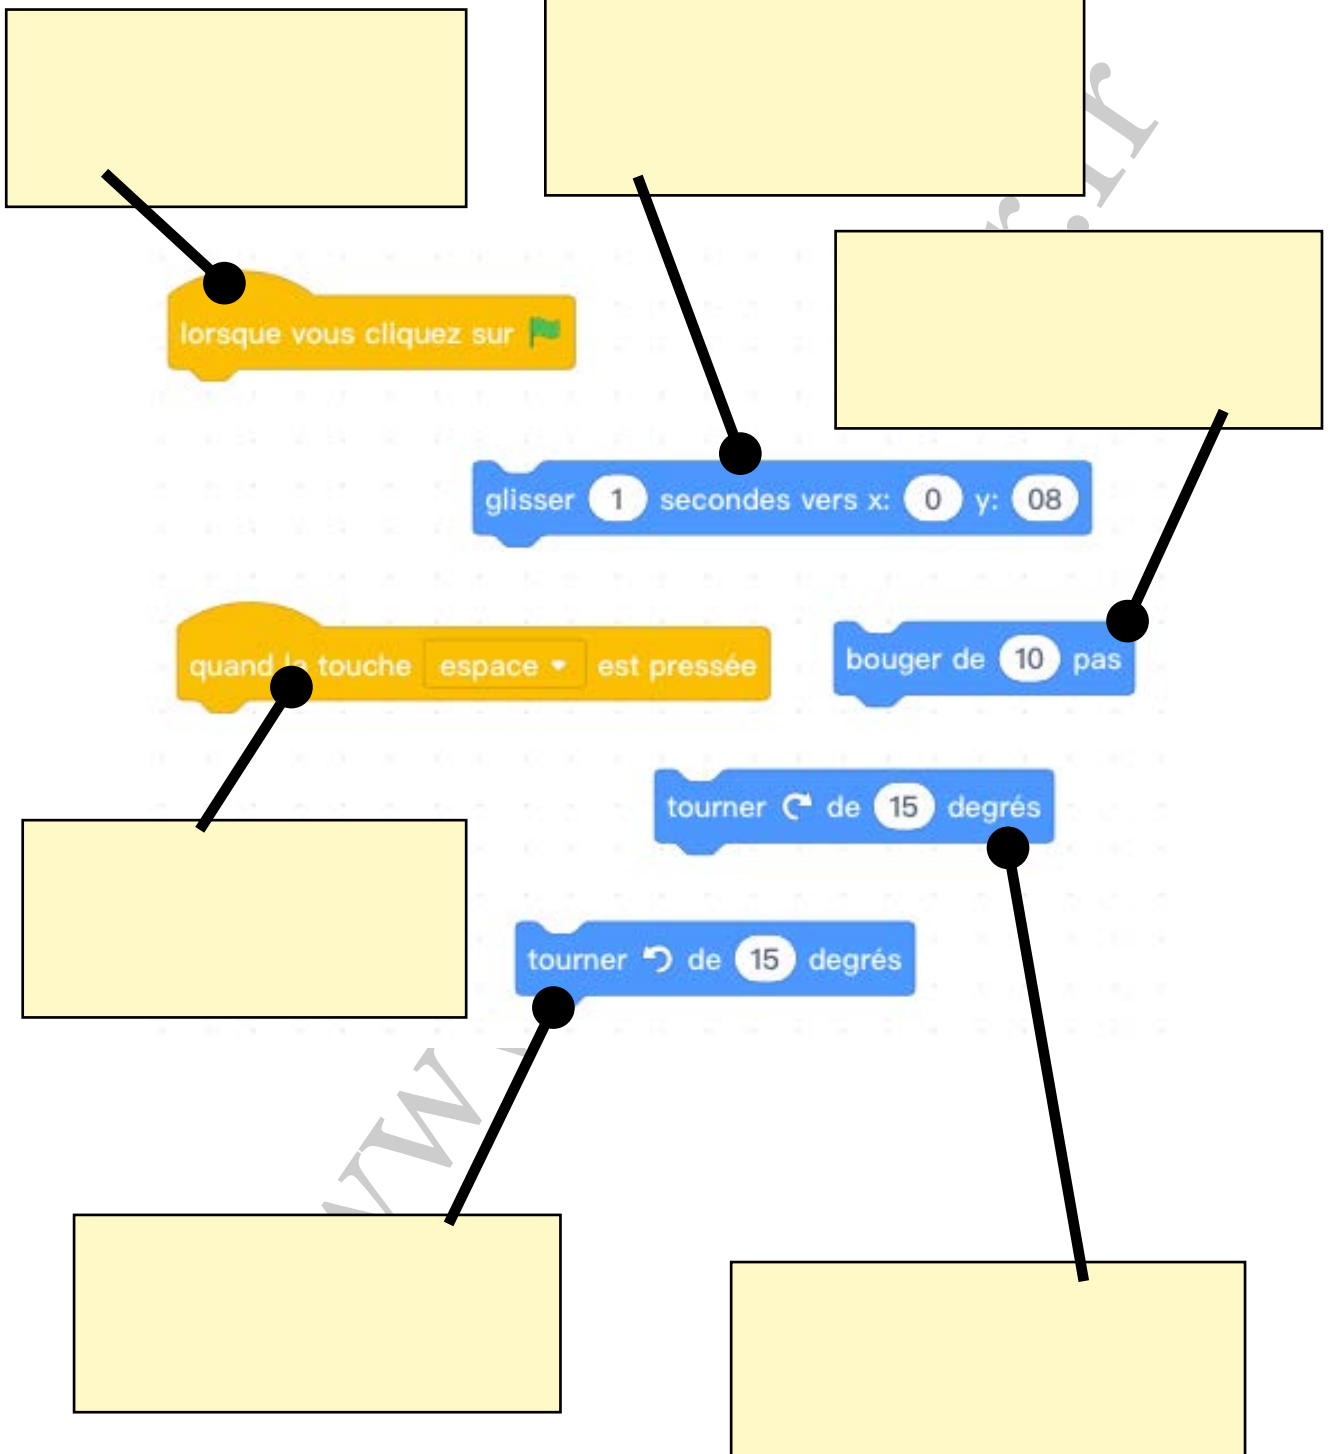 lorsque vous cliquez sur
glisser 1 secondes vers x: 0 y: 08
quand la touche espace est pressée
bouger de 10 pas
tourner de 15 degrés
tourner de 15 degrés